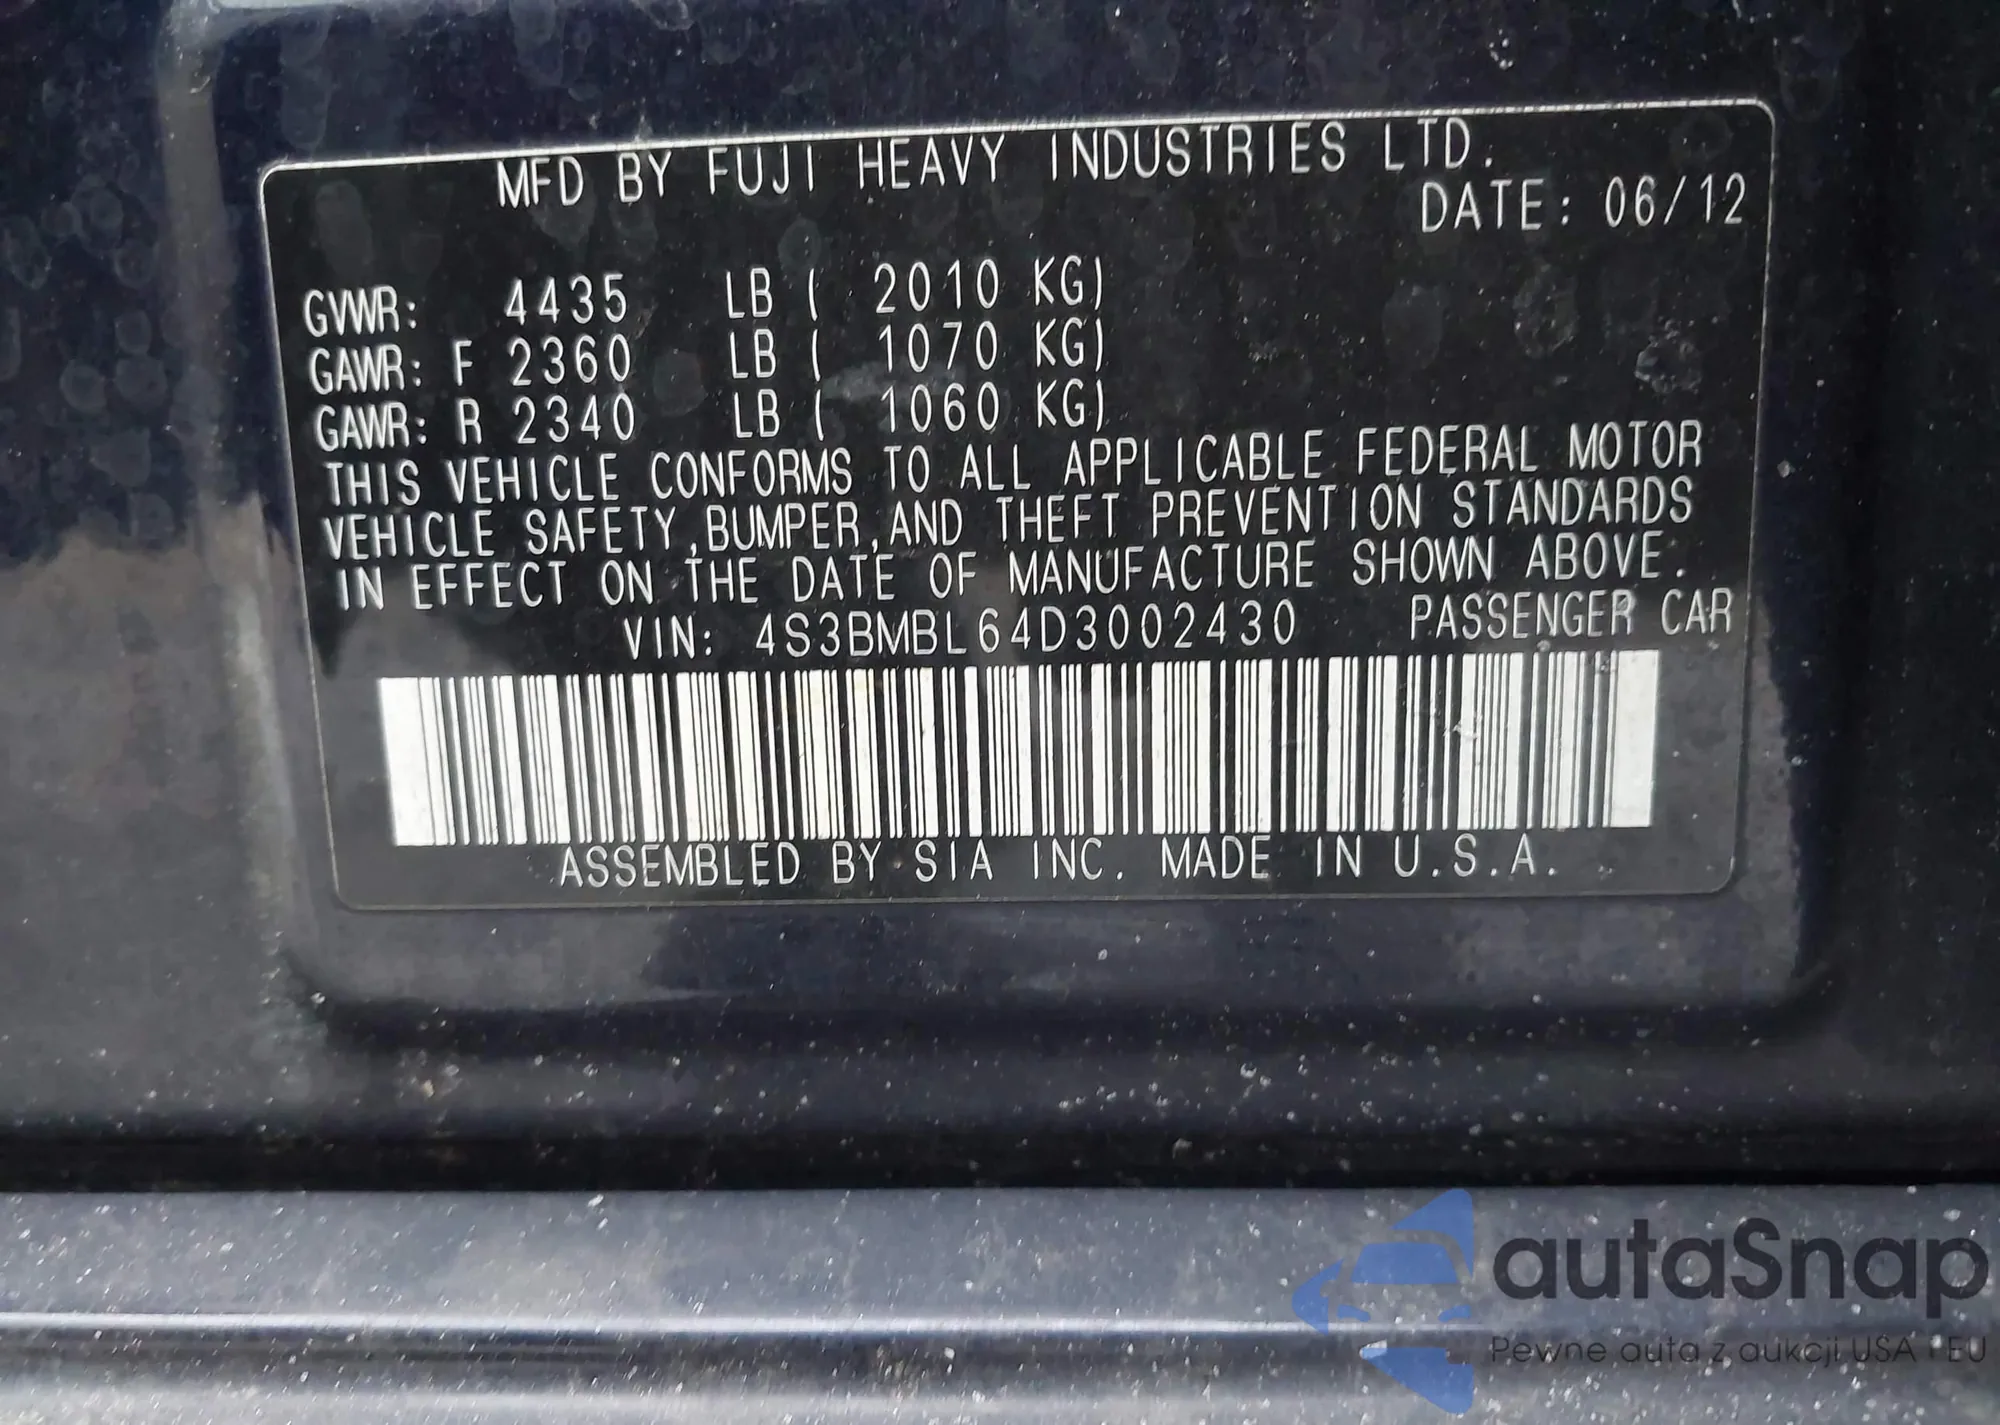 MFD BY FUJI HEAVY INDUSTRIES LTD.
DATE: 06/12
GVWR: 4435 LB ( 2010 KG)
GAWR: F 2360 LB ( 1070 KG)
GAWR: R 2340 LB ( 1060 KG)
THIS VEHICLE CONFORMS TO ALL APPLICABLE FEDERAL MOTOR
VEHICLE SAFETY,BUMPER,AND THEFT PREVENTION STANDARDS
IN EFFECT ON THE DATE OF MANUFACTURE SHOWN ABOVE.
VIN: 4S3BMBL64D3002430 PASSENGER CAR
ASSEMBLED BY SIA INC. MADE IN U.S.A.
autaSnap
Pewne auta z aukcji USA i EU